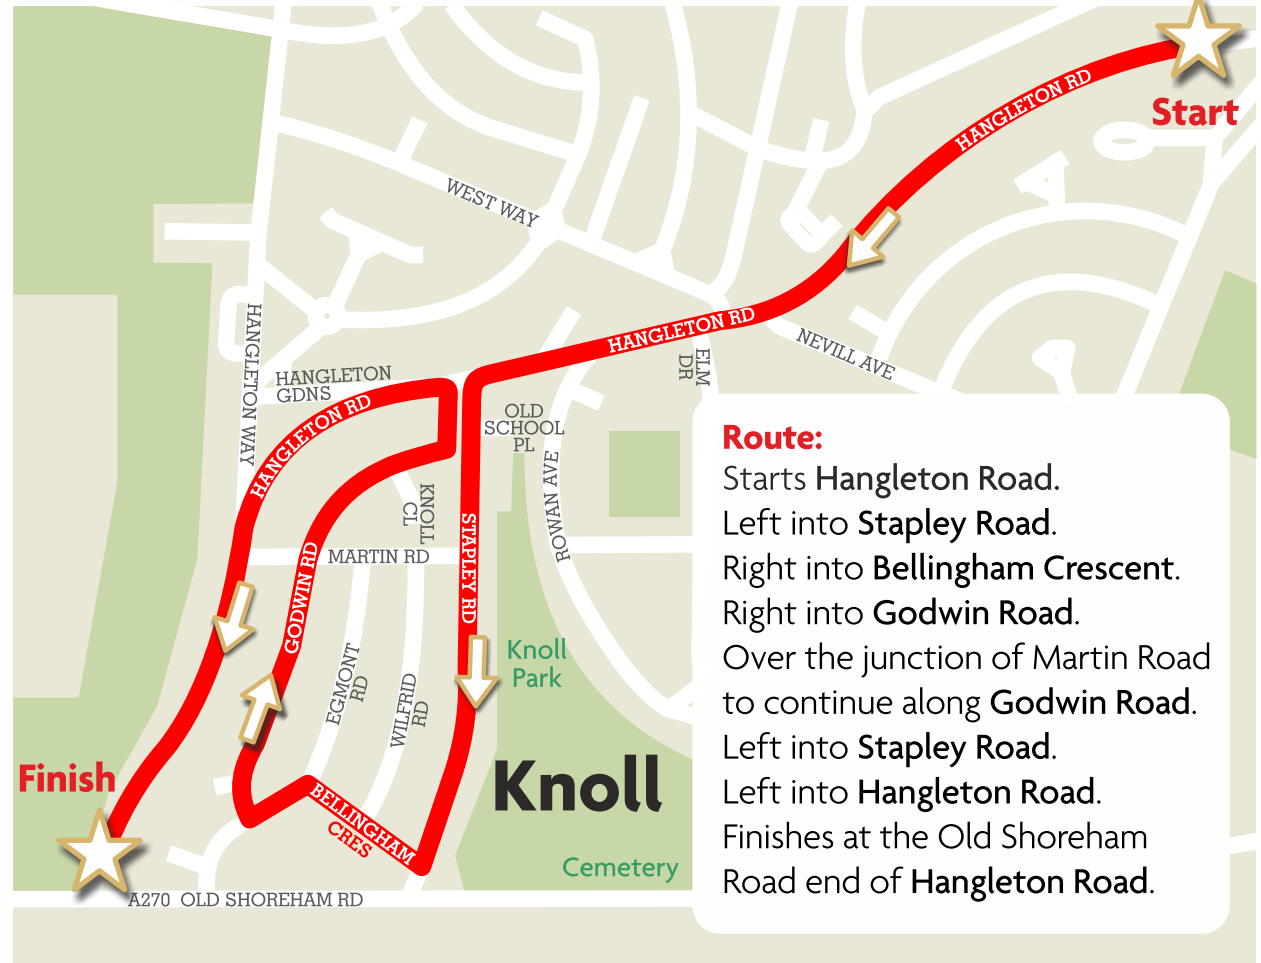 Start
HANGLETON RD
WEST WAY
HANGLETON RD
NEVILL AVE
ELM
DR
HANGLETON WAY
HANGLETON
GDNS
HANGLETON RD
OLD
SCHOOL
PL
ROWAN AVE
KNOLL
CL
MARTIN RD
STAPLEY RD
GODWIN RD
EGMONT
RD
WILFRID
RD
Knoll
Park
Knoll
Finish
BELLINGHAM
CRES
Cemetery
A270 OLD SHOREHAM RD
Route:
Starts Hangleton Road.
Left into Stapley Road.
Right into Bellingham Crescent.
Right into Godwin Road.
Over the junction of Martin Road
to continue along Godwin Road.
Left into Stapley Road.
Left into Hangleton Road.
Finishes at the Old Shoreham
Road end of Hangleton Road.